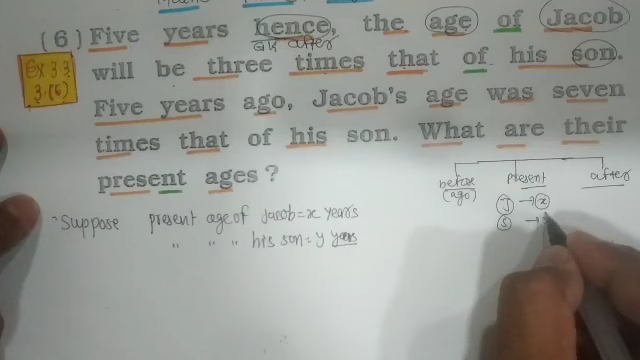 (6) Five years hence, the age of Jacob
बाद after
will be three times that of his son.
Ex 3.3
3.(6)
Five years ago, Jacob's age was seven
times that of his son. What are their
present ages?
before
(ago)
Present
after
J → x
S →
Suppose present age of Jacob = x years
" " " his son = y years